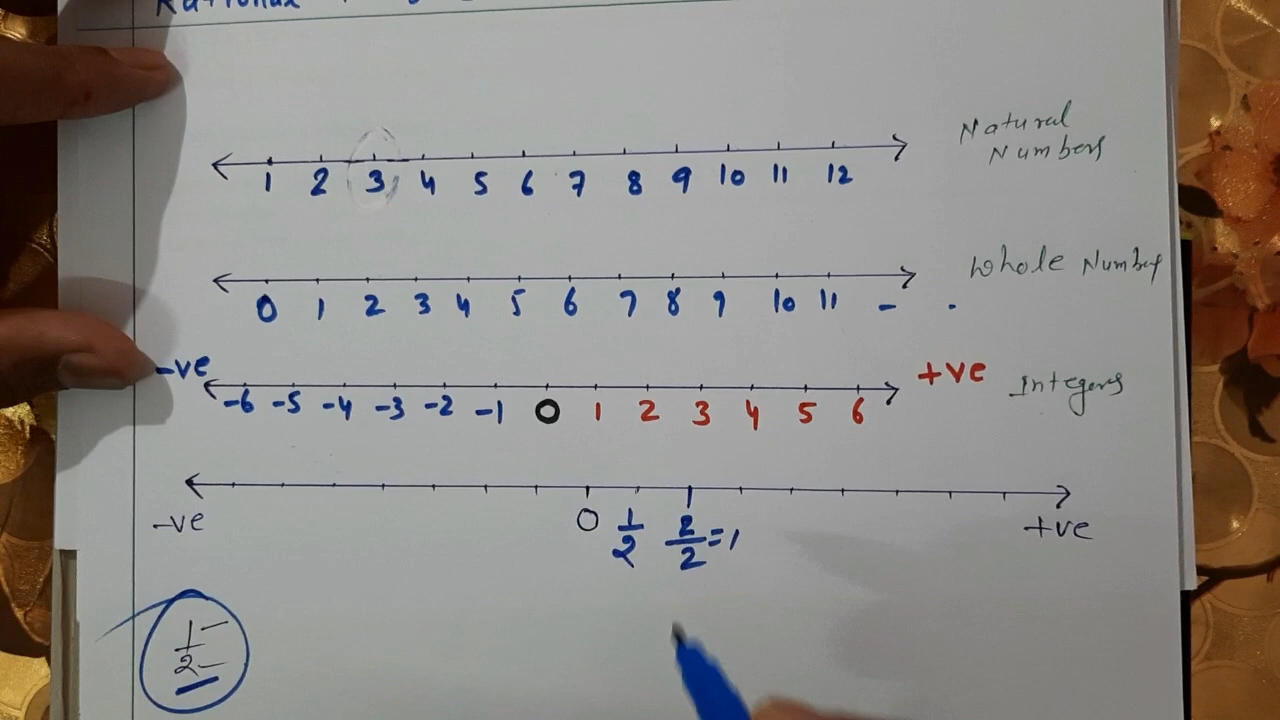 Rational
Natural
Numbers
1 2 3 4 5 6 7 8 9 10 11 12
Whole Number
0 1 2 3 4 5 6 7 8 9 10 11 - .
-ve +ve Integers
-6 -5 -4 -3 -2 -1 0 1 2 3 4 5 6
-ve 0 1/2 2/2=1 +ve
1/2